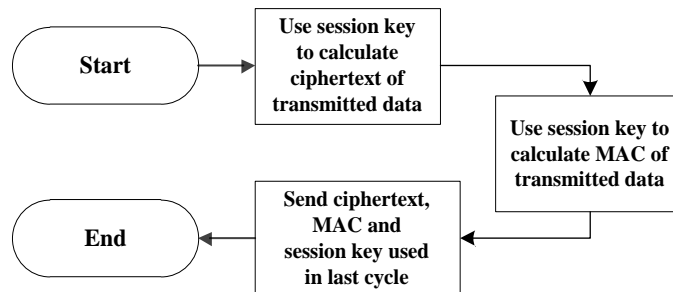 Start
Use session key
to calculate
ciphertext of
transmitted data
Use session key to
calculate MAC of
transmitted data
Send ciphertext,
MAC and
session key used
in last cycle
End